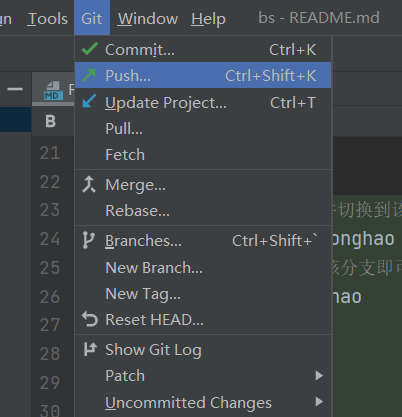 Tools Git Window Help bs - README.md
Commit... Ctrl+K
Push... Ctrl+Shift+K
Update Project... Ctrl+T
Pull...
Fetch
Merge...
Rebase...
Branches... Ctrl+Shift+`
New Branch...
New Tag...
Reset HEAD...
Show Git Log
Patch
Uncommitted Changes
MD
B
21
22
23 切换到该
24 onghao
25 该分支即可
26 hao
27
28
29
30